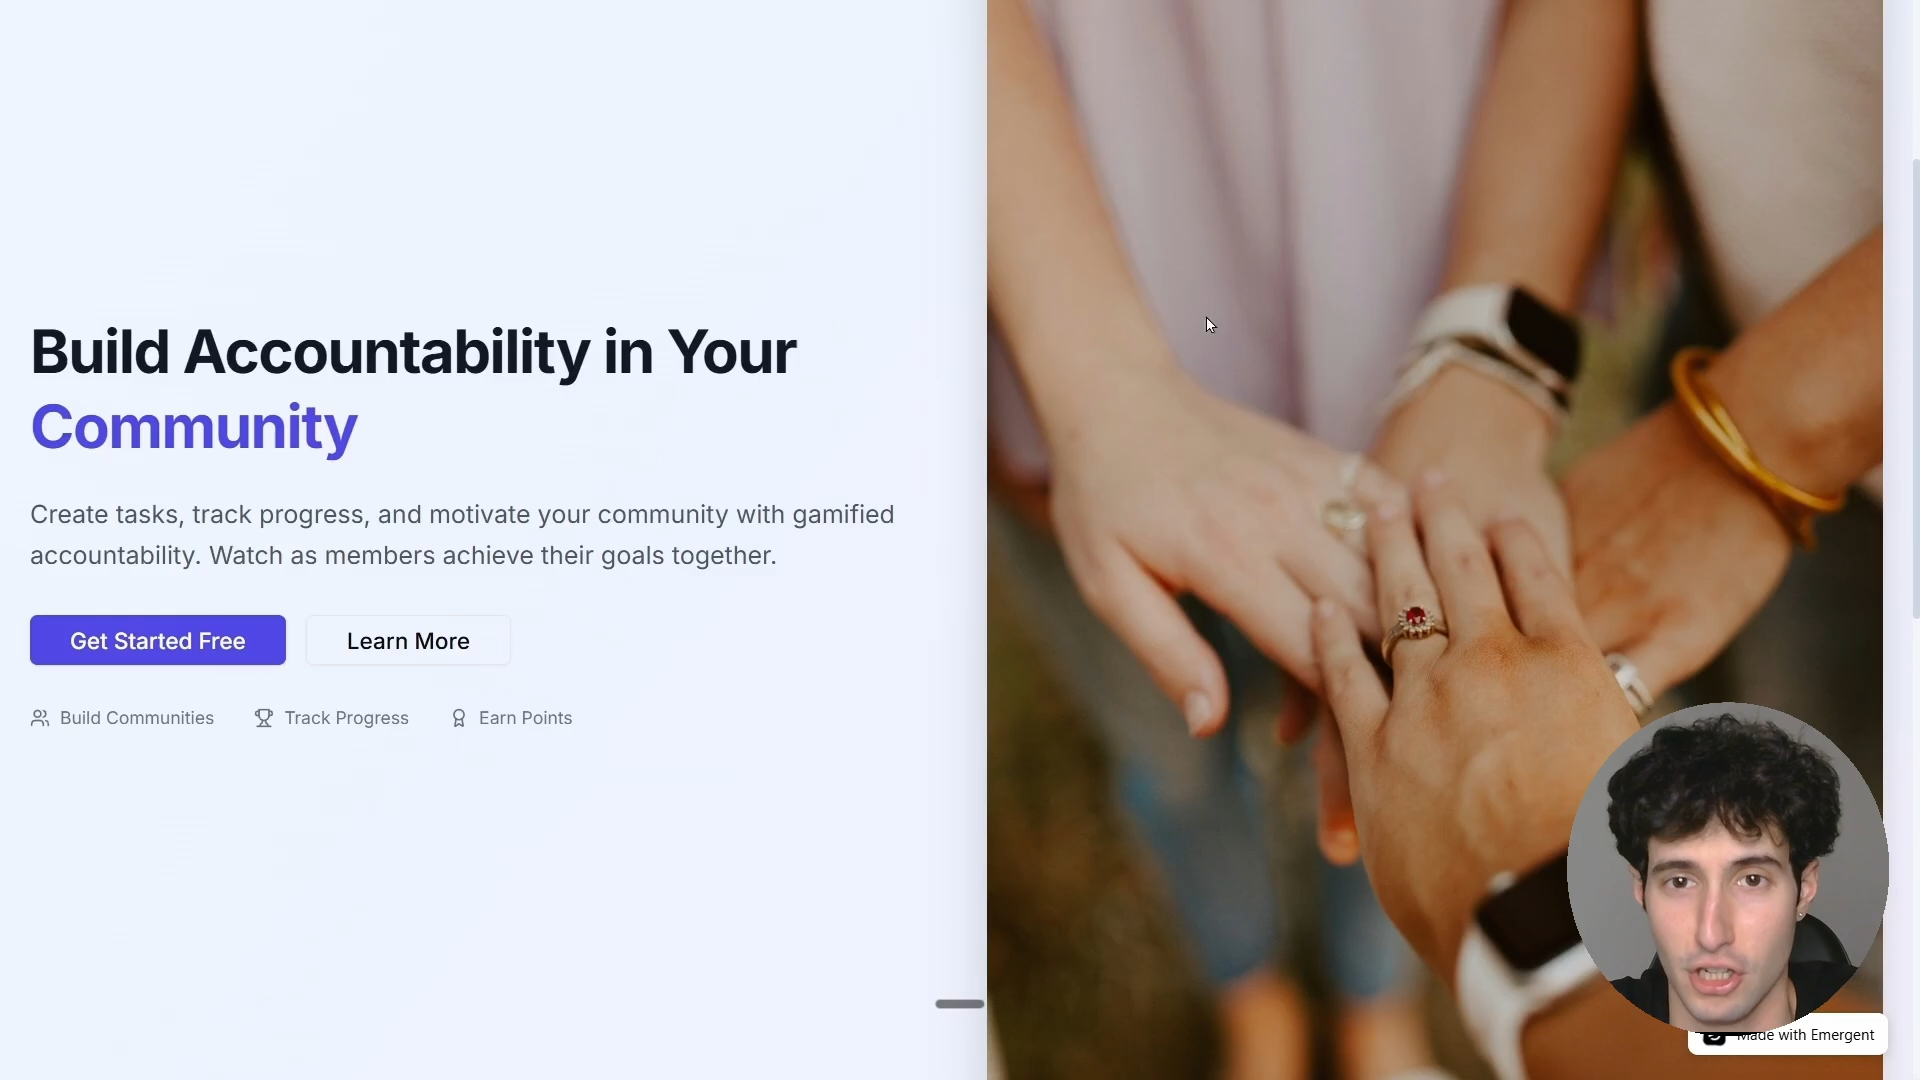 Build Accountability in Your
Community
Create tasks, track progress, and motivate your community with gamified
accountability. Watch as members achieve their goals together.
Get Started Free
Learn More
Build Communities
Track Progress
Earn Points
Made with Emergent